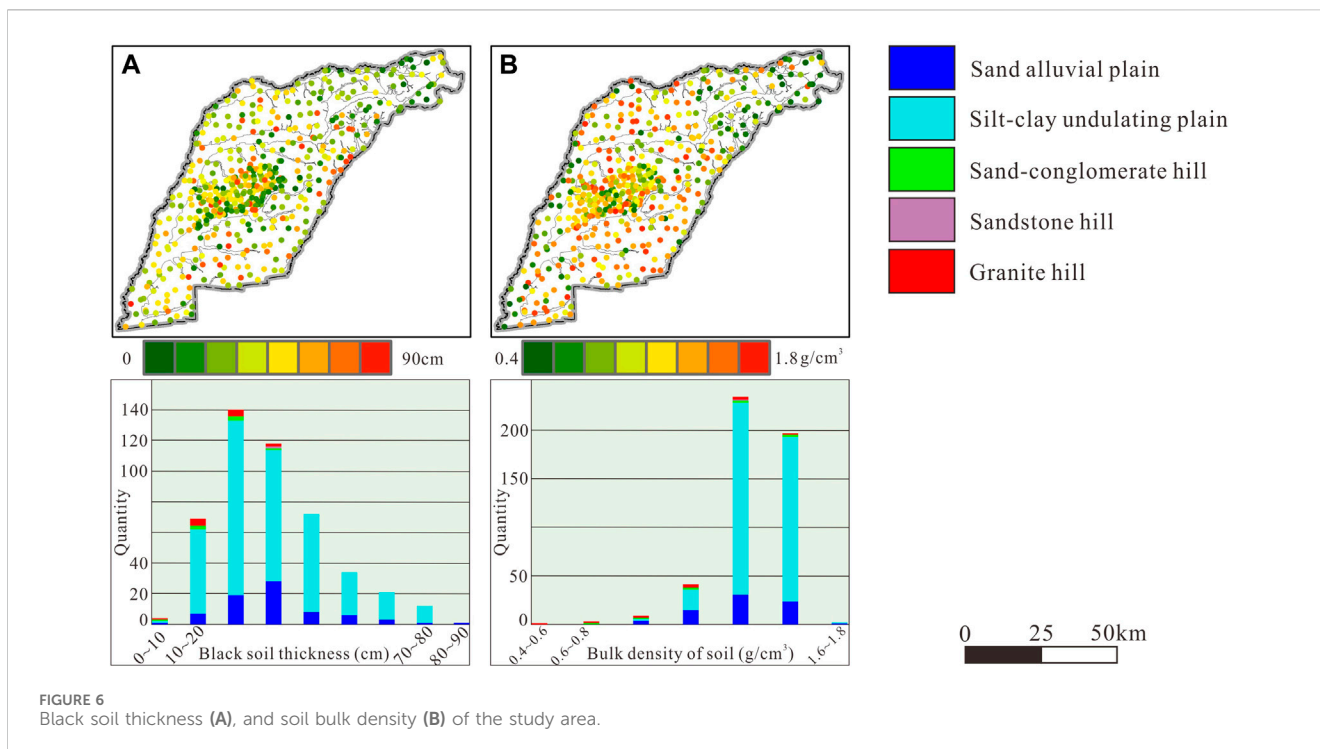 A
B
0
90cm
0.4
1.8g/cm³
Sand alluvial plain
Silt-clay undulating plain
Sand-conglomerate hill
Sandstone hill
Granite hill
140
120
100
80
60
40
20
0
Quantity
0~10
10~20
70~80
80~90
Black soil thickness (cm)
200
150
100
50
0
Quantity
0.4~0.6
0.6~0.8
1.6~1.8
Bulk density of soil (g/cm³)
0 25 50km
FIGURE 6
Black soil thickness (A), and soil bulk density (B) of the study area.